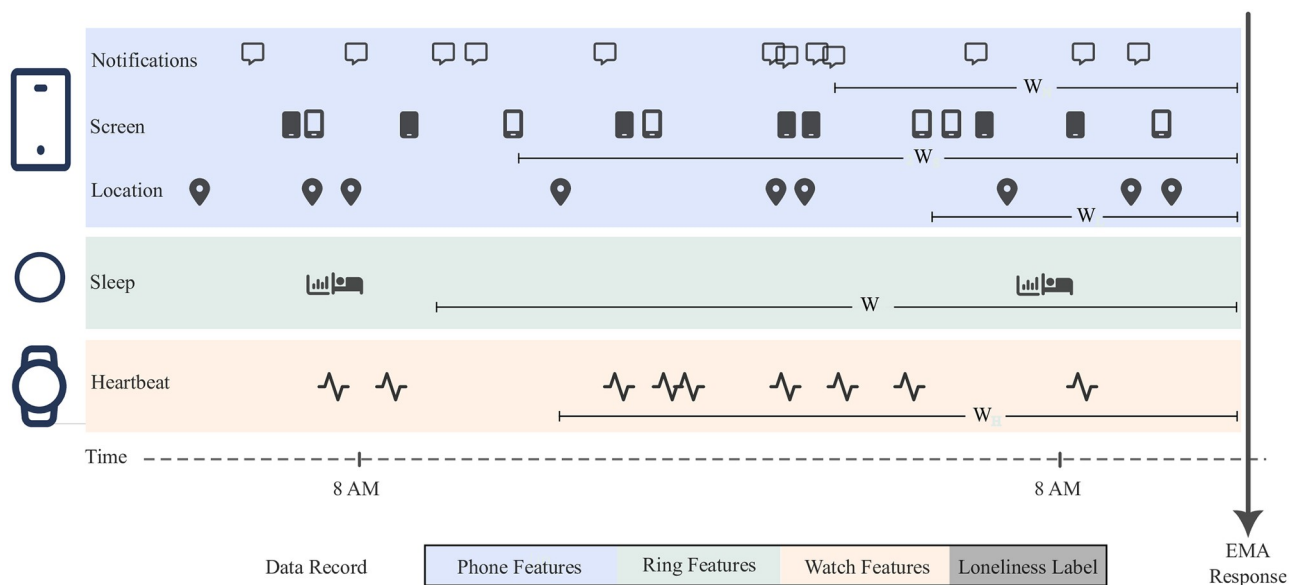 Notifications
W
Screen
W
Location
W
Sleep
W
Heartbeat
W
Time
8 AM 8 AM
Data Record Phone Features Ring Features Watch Features Loneliness Label
EMA
Response